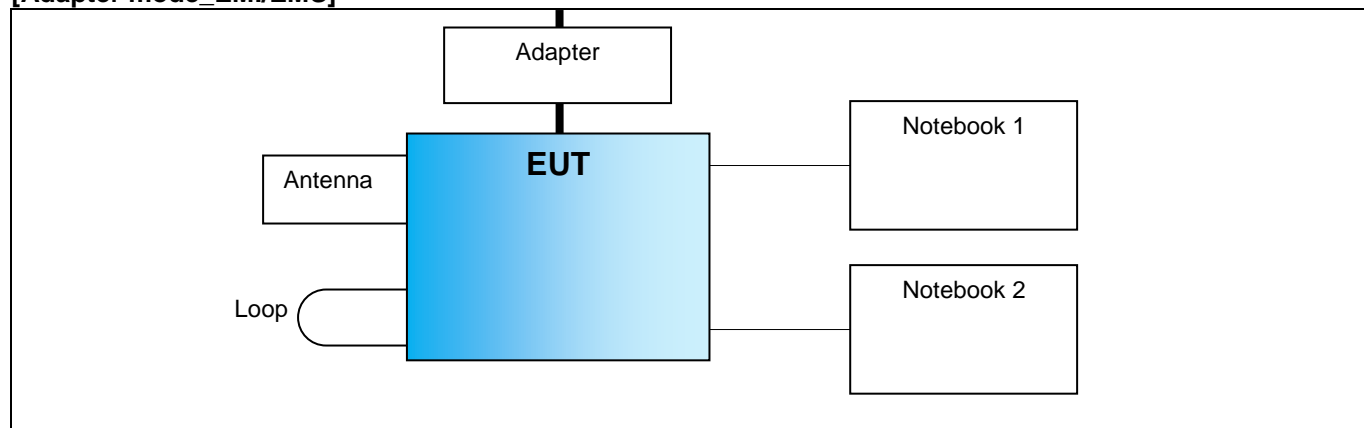 [Adapter mode_EMI/EMS]
Adapter
EUT
Notebook 1
Antenna
Notebook 2
Loop